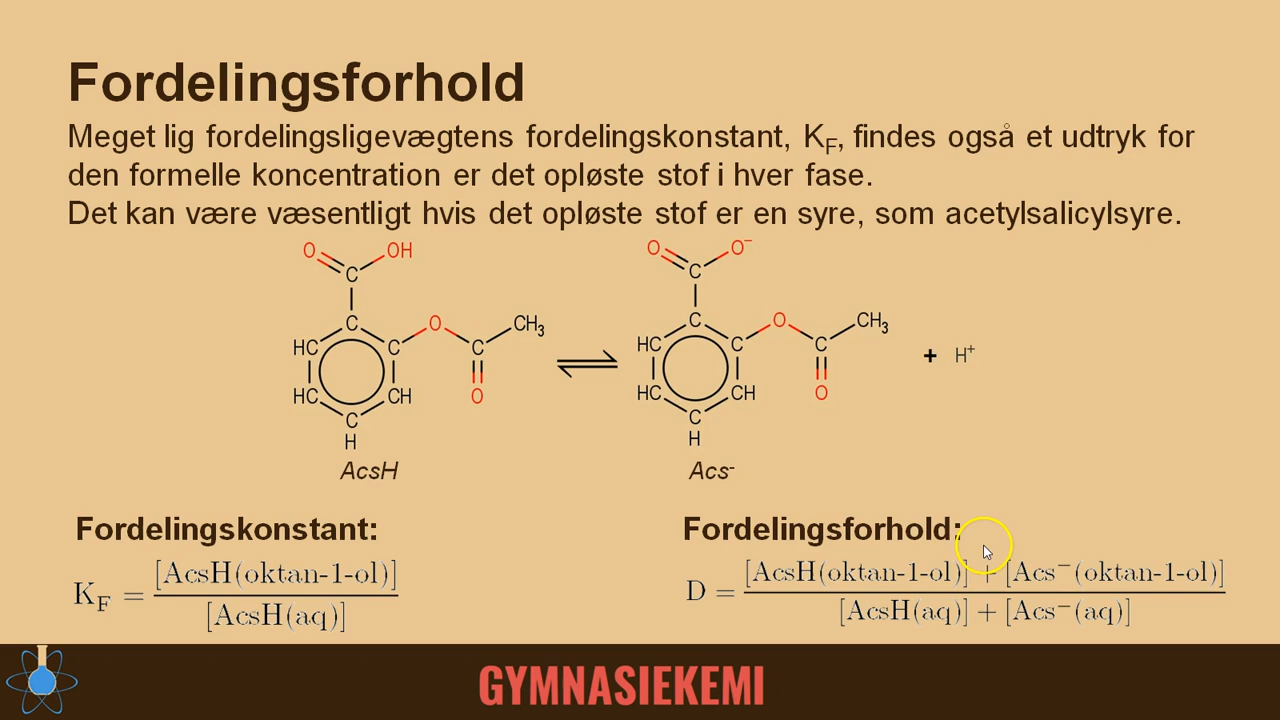 Fordelingsforhold
Meget lig fordelingsligevægtens fordelingskonstant, K_F, findes også et udtryk for
den formelle koncentration er det opløste stof i hver fase.
Det kan være væsentligt hvis det opløste stof er en syre, som acetylsalicylsyre.
O OH O O⁻
C C
C O CH₃ C O CH₃
HC C C HC C C + H⁺
HC CH O HC CH O
C C
H H
AcsH Acs⁻
Fordelingskonstant: Fordelingsforhold:
K_F = [AcsH(oktan-1-ol)] / [AcsH(aq)]
D = [AcsH(oktan-1-ol)] + [Acs⁻(oktan-1-ol)] / [AcsH(aq)] + [Acs⁻(aq)]
GYMNASIEKEMI